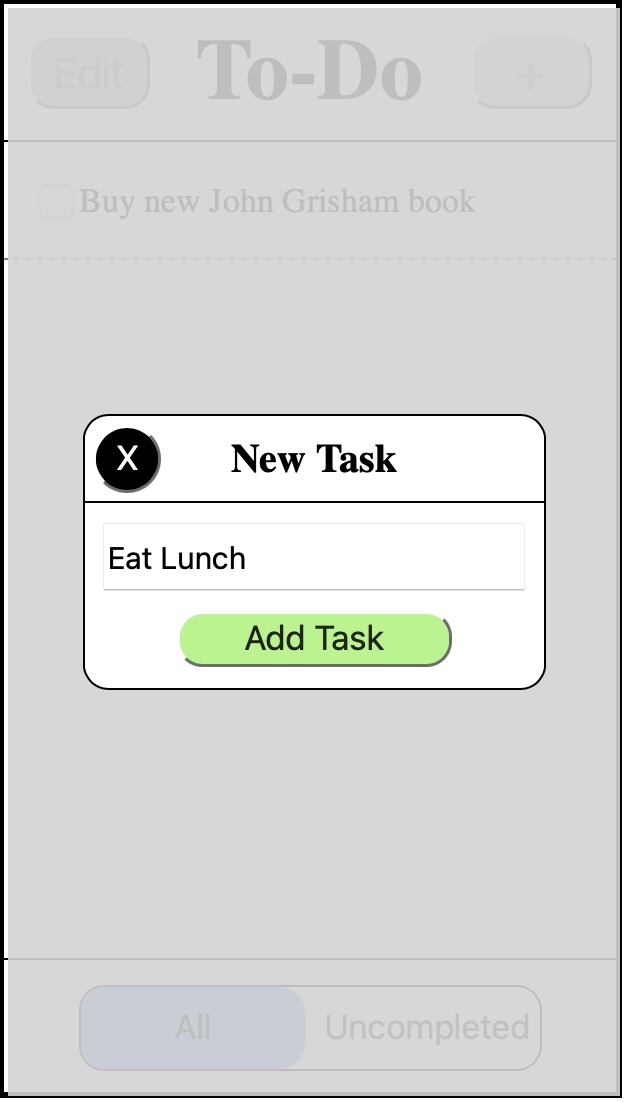 Edit To-Do +
Buy new John Grisham book
X New Task
Eat Lunch
Add Task
All Uncompleted